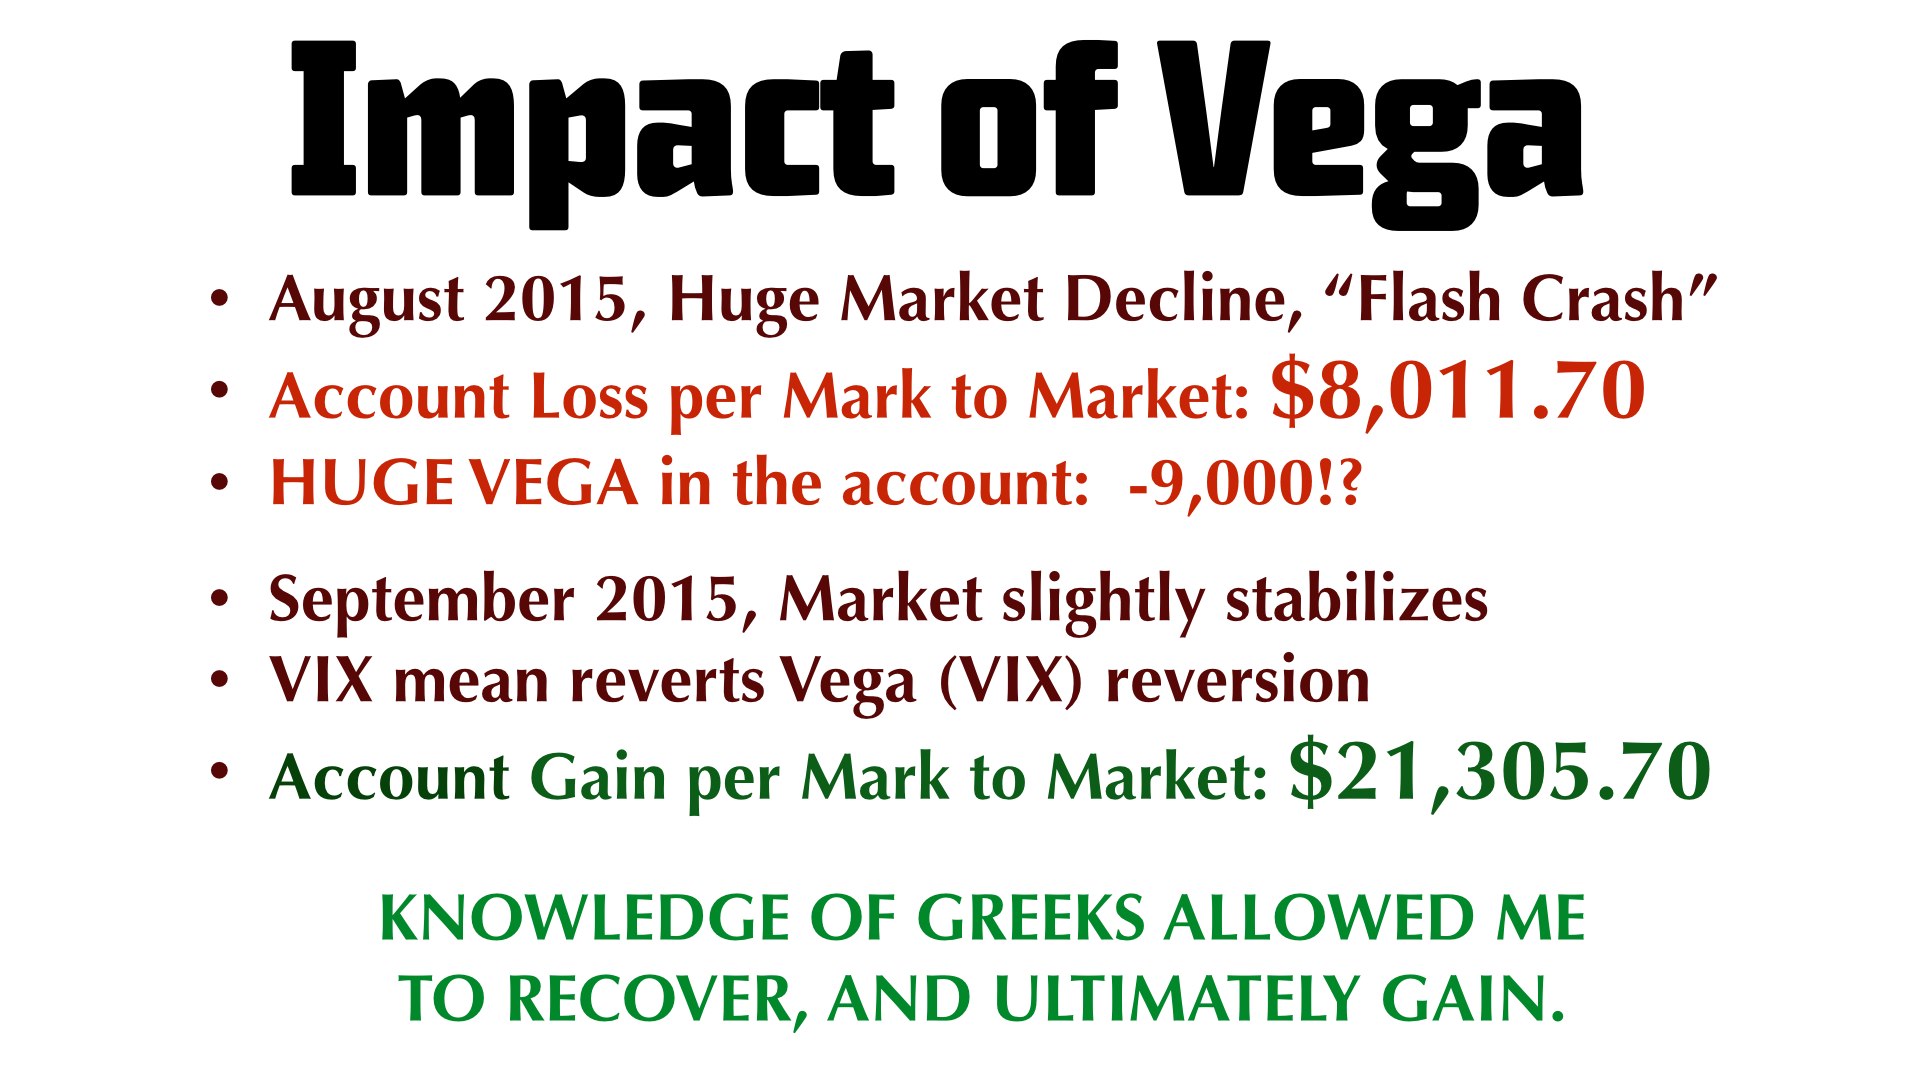 Impact of Vega
• August 2015, Huge Market Decline, “Flash Crash”
• Account Loss per Mark to Market: $8,011.70
• HUGE VEGA in the account: -9,000!?
• September 2015, Market slightly stabilizes
• VIX mean reverts Vega (VIX) reversion
• Account Gain per Mark to Market: $21,305.70
KNOWLEDGE OF GREEKS ALLOWED ME
TO RECOVER, AND ULTIMATELY GAIN.